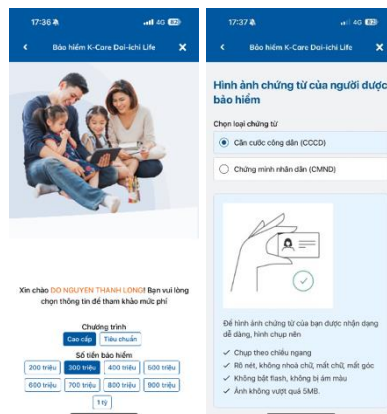 17:36
4G 82
Bảo hiểm K-Care Dai-ichi Life
Xin chào DO NGUYEN THANH LONG! Bạn vui lòng
chọn thông tin để tham khảo mức phí
Chương trình
Cao cấp
Tiêu chuẩn
Số tiền bảo hiểm
200 triệu
300 triệu
400 triệu
500 triệu
600 triệu
700 triệu
800 triệu
900 triệu
1 tỷ
17:37
4G 82
Bảo hiểm K-Care Dai-ichi Life
Hình ảnh chứng từ của người được
bảo hiểm
Chọn loại chứng từ
Căn cước công dân (CCCD)
Chứng minh nhân dân (CMND)
Để hình ảnh chứng từ của bạn được nhận dạng
dễ dàng, hình chụp nên
Chụp theo chiều ngang
Rõ nét, không nhoà chữ, mất chữ, mất góc
Không bật flash, không bị ám màu
Ảnh không vượt quá 5MB.